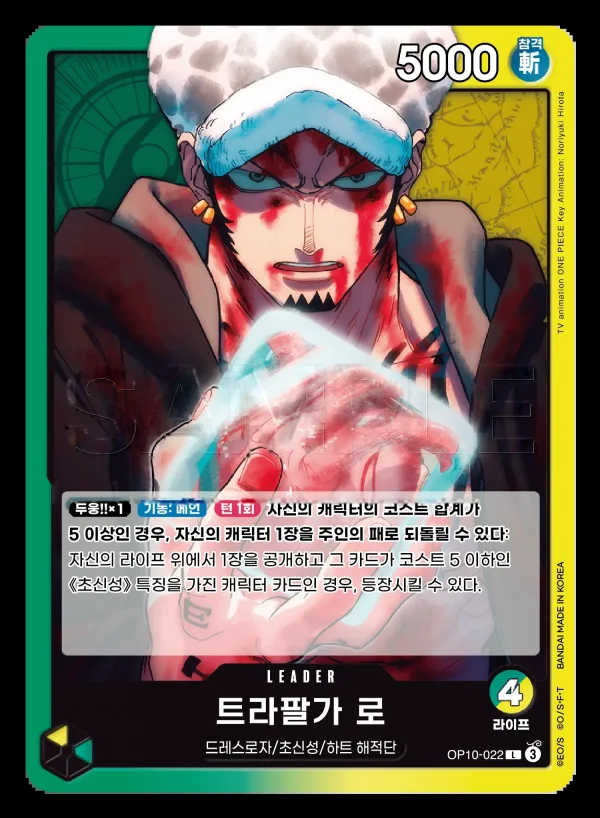 5000
참격
斬
TV animation ONE PIECE Key Animation: Noriyuki Hirota
SAMPLE
두웅!!×1 기동: 메인 턴 1회 자신의 캐릭터의 코스트 합계가
5 이상인 경우, 자신의 캐릭터 1장을 주인의 패로 되돌릴 수 있다:
자신의 라이프 위에서 1장을 공개하고 그 카드가 코스트 5 이하인
《초신성》 특징을 가진 캐릭터 카드인 경우, 등장시킬 수 있다.
LEADER
트라팔가 로
드레스로자/초신성/하트 해적단
4
라이프
OP10-022 L 3
©EO/S ©O/S·F·T BANDAI MADE IN KOREA